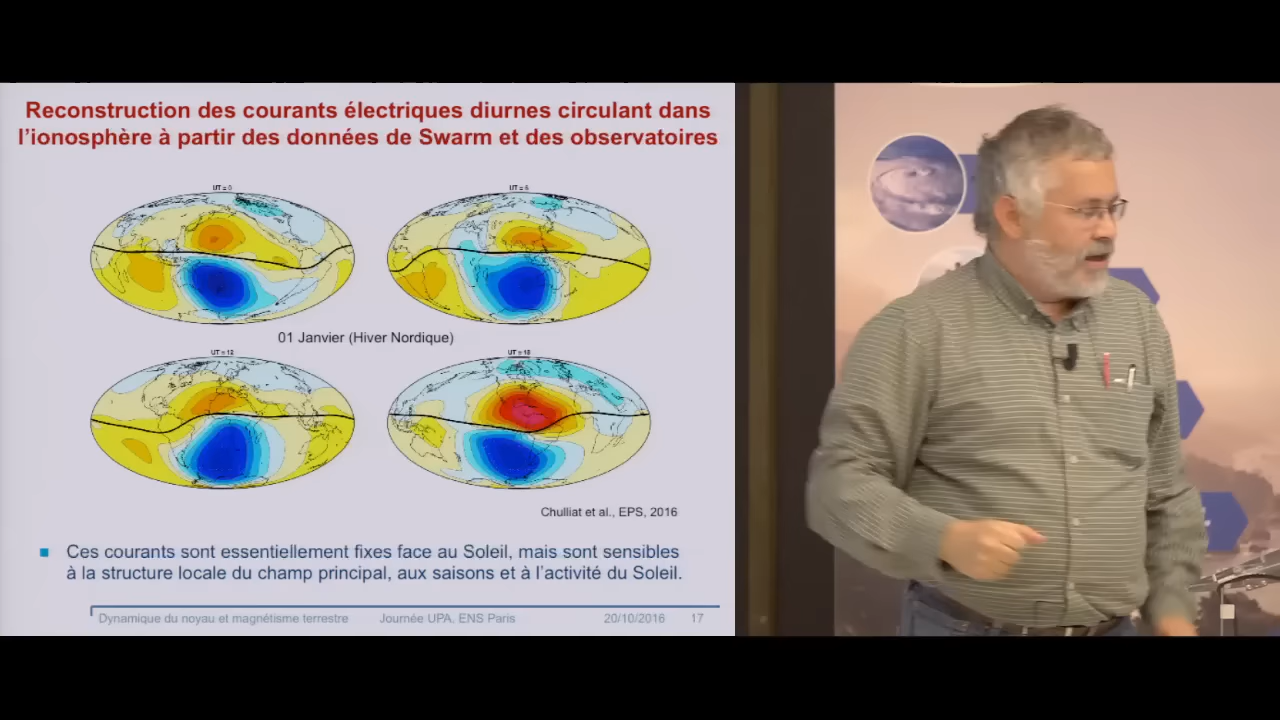 Reconstruction des courants électriques diurnes circulant dans
l’ionosphère à partir des données de Swarm et des observatoires
UT = 0
UT = 6
01 Janvier (Hiver Nordique)
UT = 12
UT = 18
Chulliat et al., EPS, 2016
Ces courants sont essentiellement fixes face au Soleil, mais sont sensibles
à la structure locale du champ principal, aux saisons et à l’activité du Soleil.
Dynamique du noyau et magnétisme terrestre
Journée UPA, ENS Paris
20/10/2016
17